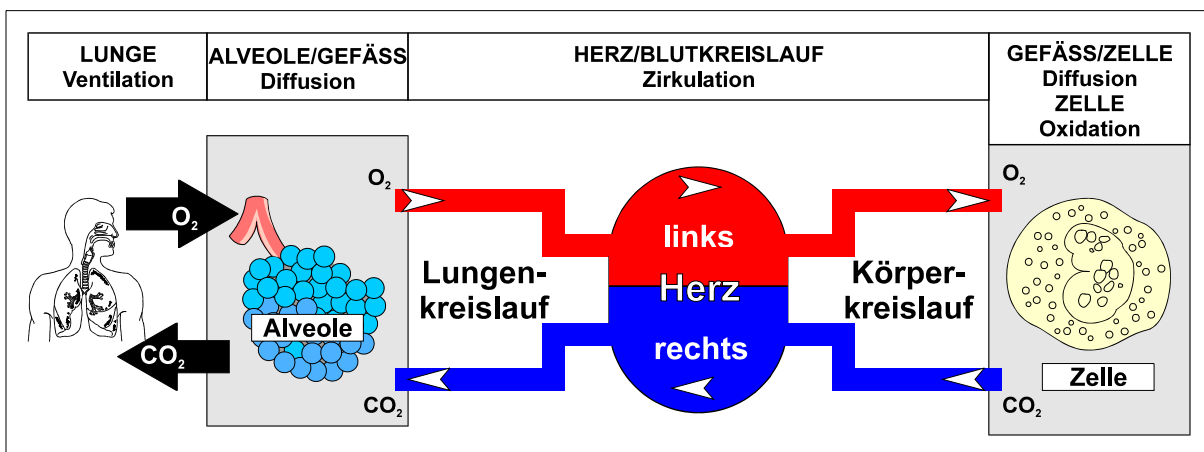 LUNGE
Ventilation
ALVEOLE/GEFÄSS
Diffusion
HERZ/BLUTKREISLAUF
Zirkulation
GEFÄSS/ZELLE
Diffusion
ZELLE
Oxidation
O₂
CO₂
O₂
Alveole
CO₂
Lungen-
kreislauf
links
Herz
rechts
Körper-
kreislauf
O₂
Zelle
CO₂